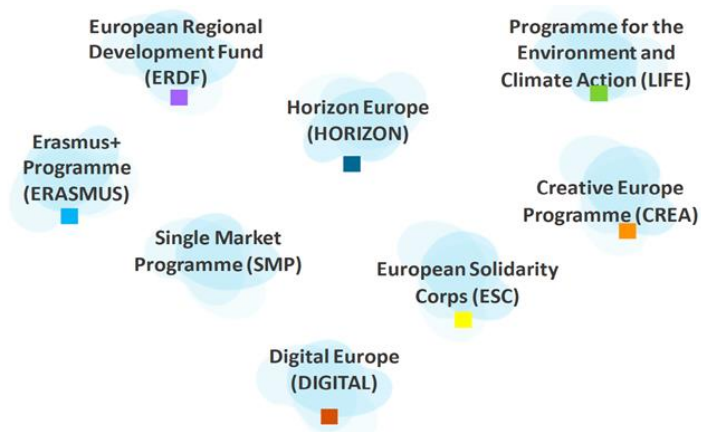 European Regional
Development Fund
(ERDF)
Programme for the
Environment and
Climate Action (LIFE)
Horizon Europe
(HORIZON)
Erasmus+
Programme
(ERASMUS)
Creative Europe
Programme (CREA)
Single Market
Programme (SMP)
European Solidarity
Corps (ESC)
Digital Europe
(DIGITAL)